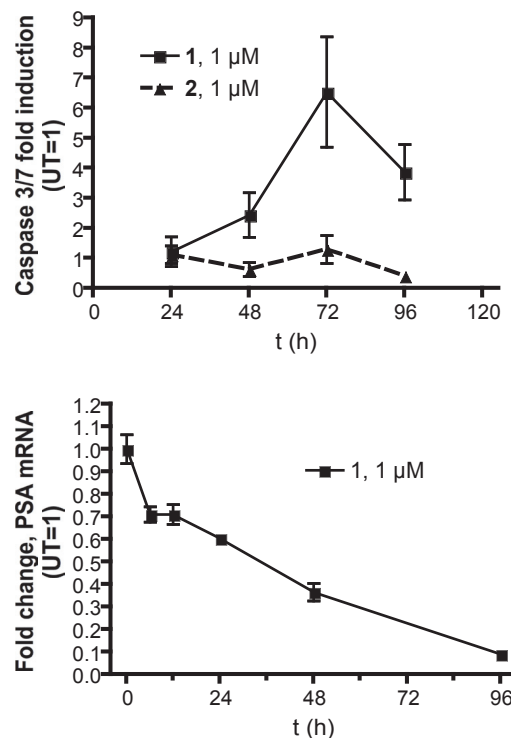 9
8
7
6
5
4
3
2
1
0
Caspase 3/7 fold induction
(UT=1)
1, 1 µM
2, 1 µM
0 24 48 72 96 120
t (h)
1.2
1.1
1.0
0.9
0.8
0.7
0.6
0.5
0.4
0.3
0.2
0.1
0.0
Fold change, PSA mRNA
(UT=1)
1, 1 µM
0 24 48 72 96
t (h)